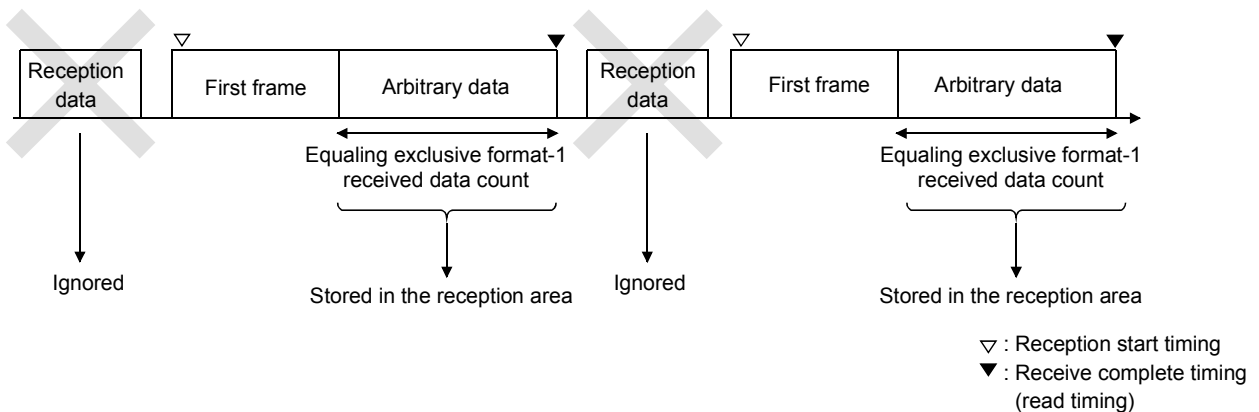 Reception
data
First frame
Arbitrary data
Reception
data
First frame
Arbitrary data
Equaling exclusive format-1
received data count
Equaling exclusive format-1
received data count
Ignored
Stored in the reception area
Ignored
Stored in the reception area
▽ : Reception start timing
▼ : Receive complete timing
(read timing)